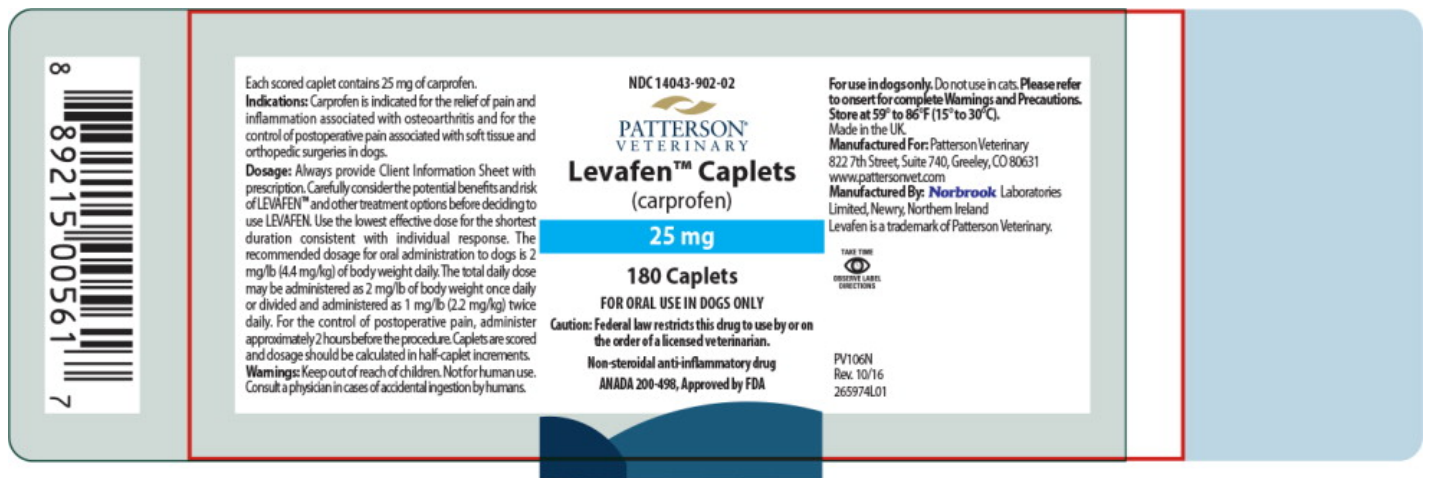 8 89215 00561 7
Each scored caplet contains 25 mg of carprofen.
Indications: Carprofen is indicated for the relief of pain and
inflammation associated with osteoarthritis and for the
control of postoperative pain associated with soft tissue and
orthopedic surgeries in dogs.
Dosage: Always provide Client Information Sheet with
prescription. Carefully consider the potential benefits and risk
of LEVAFEN™ and other treatment options before deciding to
use LEVAFEN. Use the lowest effective dose for the shortest
duration consistent with individual response. The
recommended dosage for oral administration to dogs is 2
mg/lb (4.4 mg/kg) of body weight daily. The total daily dose
may be administered as 2 mg/lb of body weight once daily
or divided and administered as 1 mg/lb (2.2 mg/kg) twice
daily. For the control of postoperative pain, administer
approximately 2 hours before the procedure. Caplets are scored
and dosage should be calculated in half-caplet increments.
Warnings: Keep out of reach of children. Not for human use.
Consult a physician in cases of accidental ingestion by humans.
NDC 14043-902-02
PATTERSON®
VETERINARY
Levafen™ Caplets
(carprofen)
25 mg
180 Caplets
FOR ORAL USE IN DOGS ONLY
Caution: Federal law restricts this drug to use by or on
the order of a licensed veterinarian.
Non-steroidal anti-inflammatory drug
ANADA 200-498, Approved by FDA
For use in dogs only. Do not use in cats. Please refer
to onsert for complete Warnings and Precautions.
Store at 59° to 86°F (15° to 30°C).
Made in the UK.
Manufactured For: Patterson Veterinary
822 7th Street, Suite 740, Greeley, CO 80631
www.pattersonvet.com
Manufactured By: Norbrook Laboratories
Limited, Newry, Northern Ireland
Levafen is a trademark of Patterson Veterinary.
TAKE TIME
OBSERVE LABEL
DIRECTIONS
PV106N
Rev. 10/16
265974L01